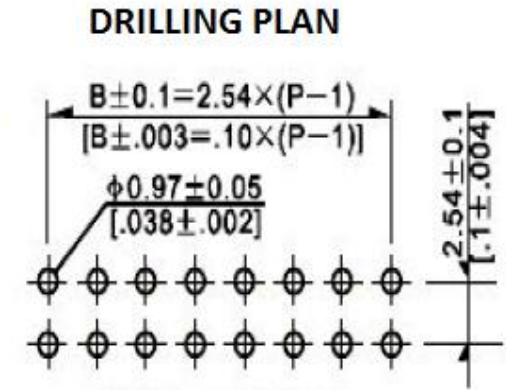 DRILLING PLAN
B±0.1=2.54×(P−1)
[B±.003=.10×(P−1)]
ϕ0.97±0.05
[.038±.002]
2.54±0.1
[.1±.004]